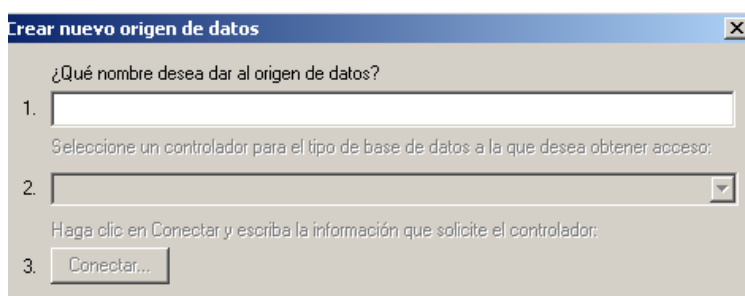 Crear nuevo origen de datos
¿Qué nombre desea dar al origen de datos?
1.
Seleccione un controlador para el tipo de base de datos a la que desea obtener acceso:
2.
Haga clic en Conectar y escriba la información que solicite el controlador:
3. Conectar...